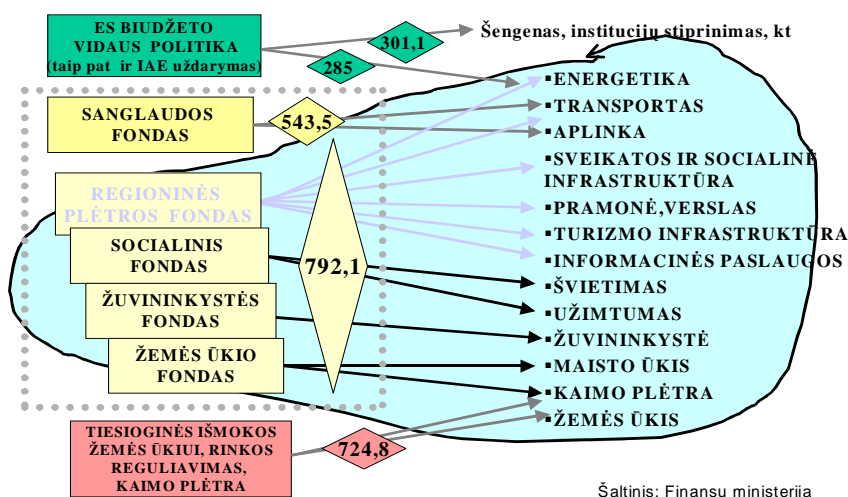 ES BIUDŽETO
VIDAUS POLITIKA
(taip pat ir IAE uždarymas)
301,1
285
Šengenas, institucijų stiprinimas, kt
SANGLAUDOS
FONDAS
543,5
REGIONINĖS
PLĖTROS FONDAS
SOCIALINIS
FONDAS
ŽUVININKYSTĖS
FONDAS
ŽEMĖS ŪKIO
FONDAS
792,1
TIESIOGINĖS IŠMOKOS
ŽEMĖS ŪKIUI, RINKOS
REGULIAVIMAS,
KAIMO PLĖTRA
724,8
▪ENERGETIKA
▪TRANSPORTAS
▪APLINKA
▪SVEIKATOS IR SOCIALINĖ
INFRASTRUKTŪRA
▪PRAMONĖ,VERSLAS
▪TURIZMO INFRASTRUKTŪRA
▪INFORMACINĖS PASLAUGOS
▪ŠVIETIMAS
▪UŽIMTUMAS
▪ŽUVININKYSTĖ
▪MAISTO ŪKIS
▪KAIMO PLĖTRA
▪ŽEMĖS ŪKIS
Šaltinis: Finansu ministerija